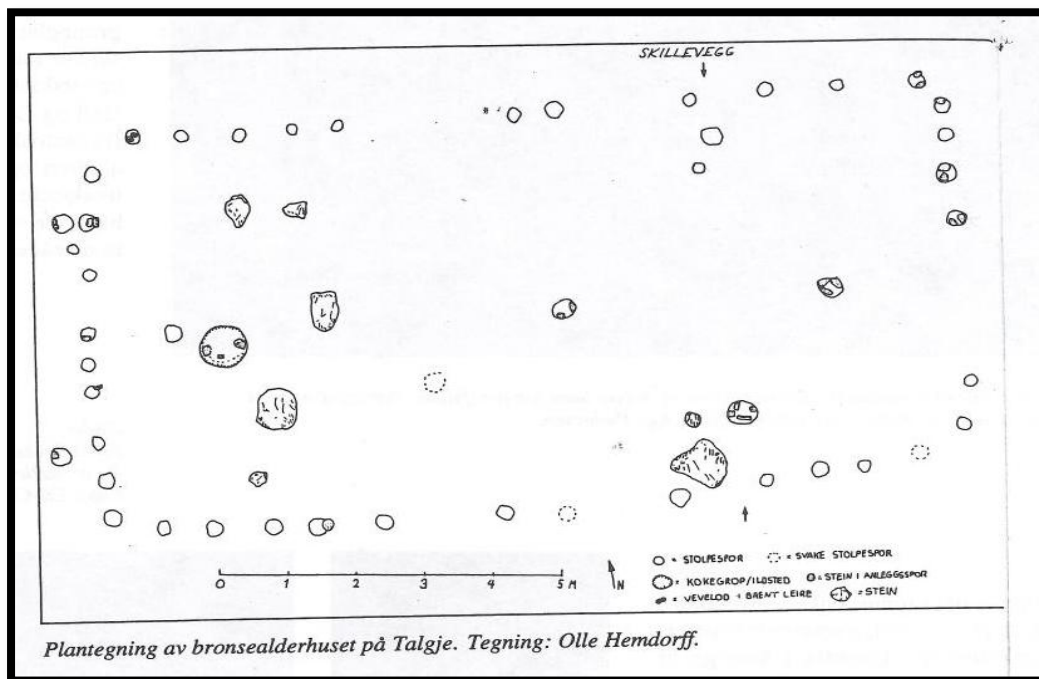 SKILLEVEGG
0 1 2 3 4 5 M
N
= STOLPESPOR = SVAKE STOLPESPOR
= KOKEGROP/ILDSTED = STEIN I ANLEGGSSPOR
= VEVELOD + BRENT LEIRE = STEIN
Plantegning av bronsealderhuset på Talgje. Tegning: Olle Hemdorff.